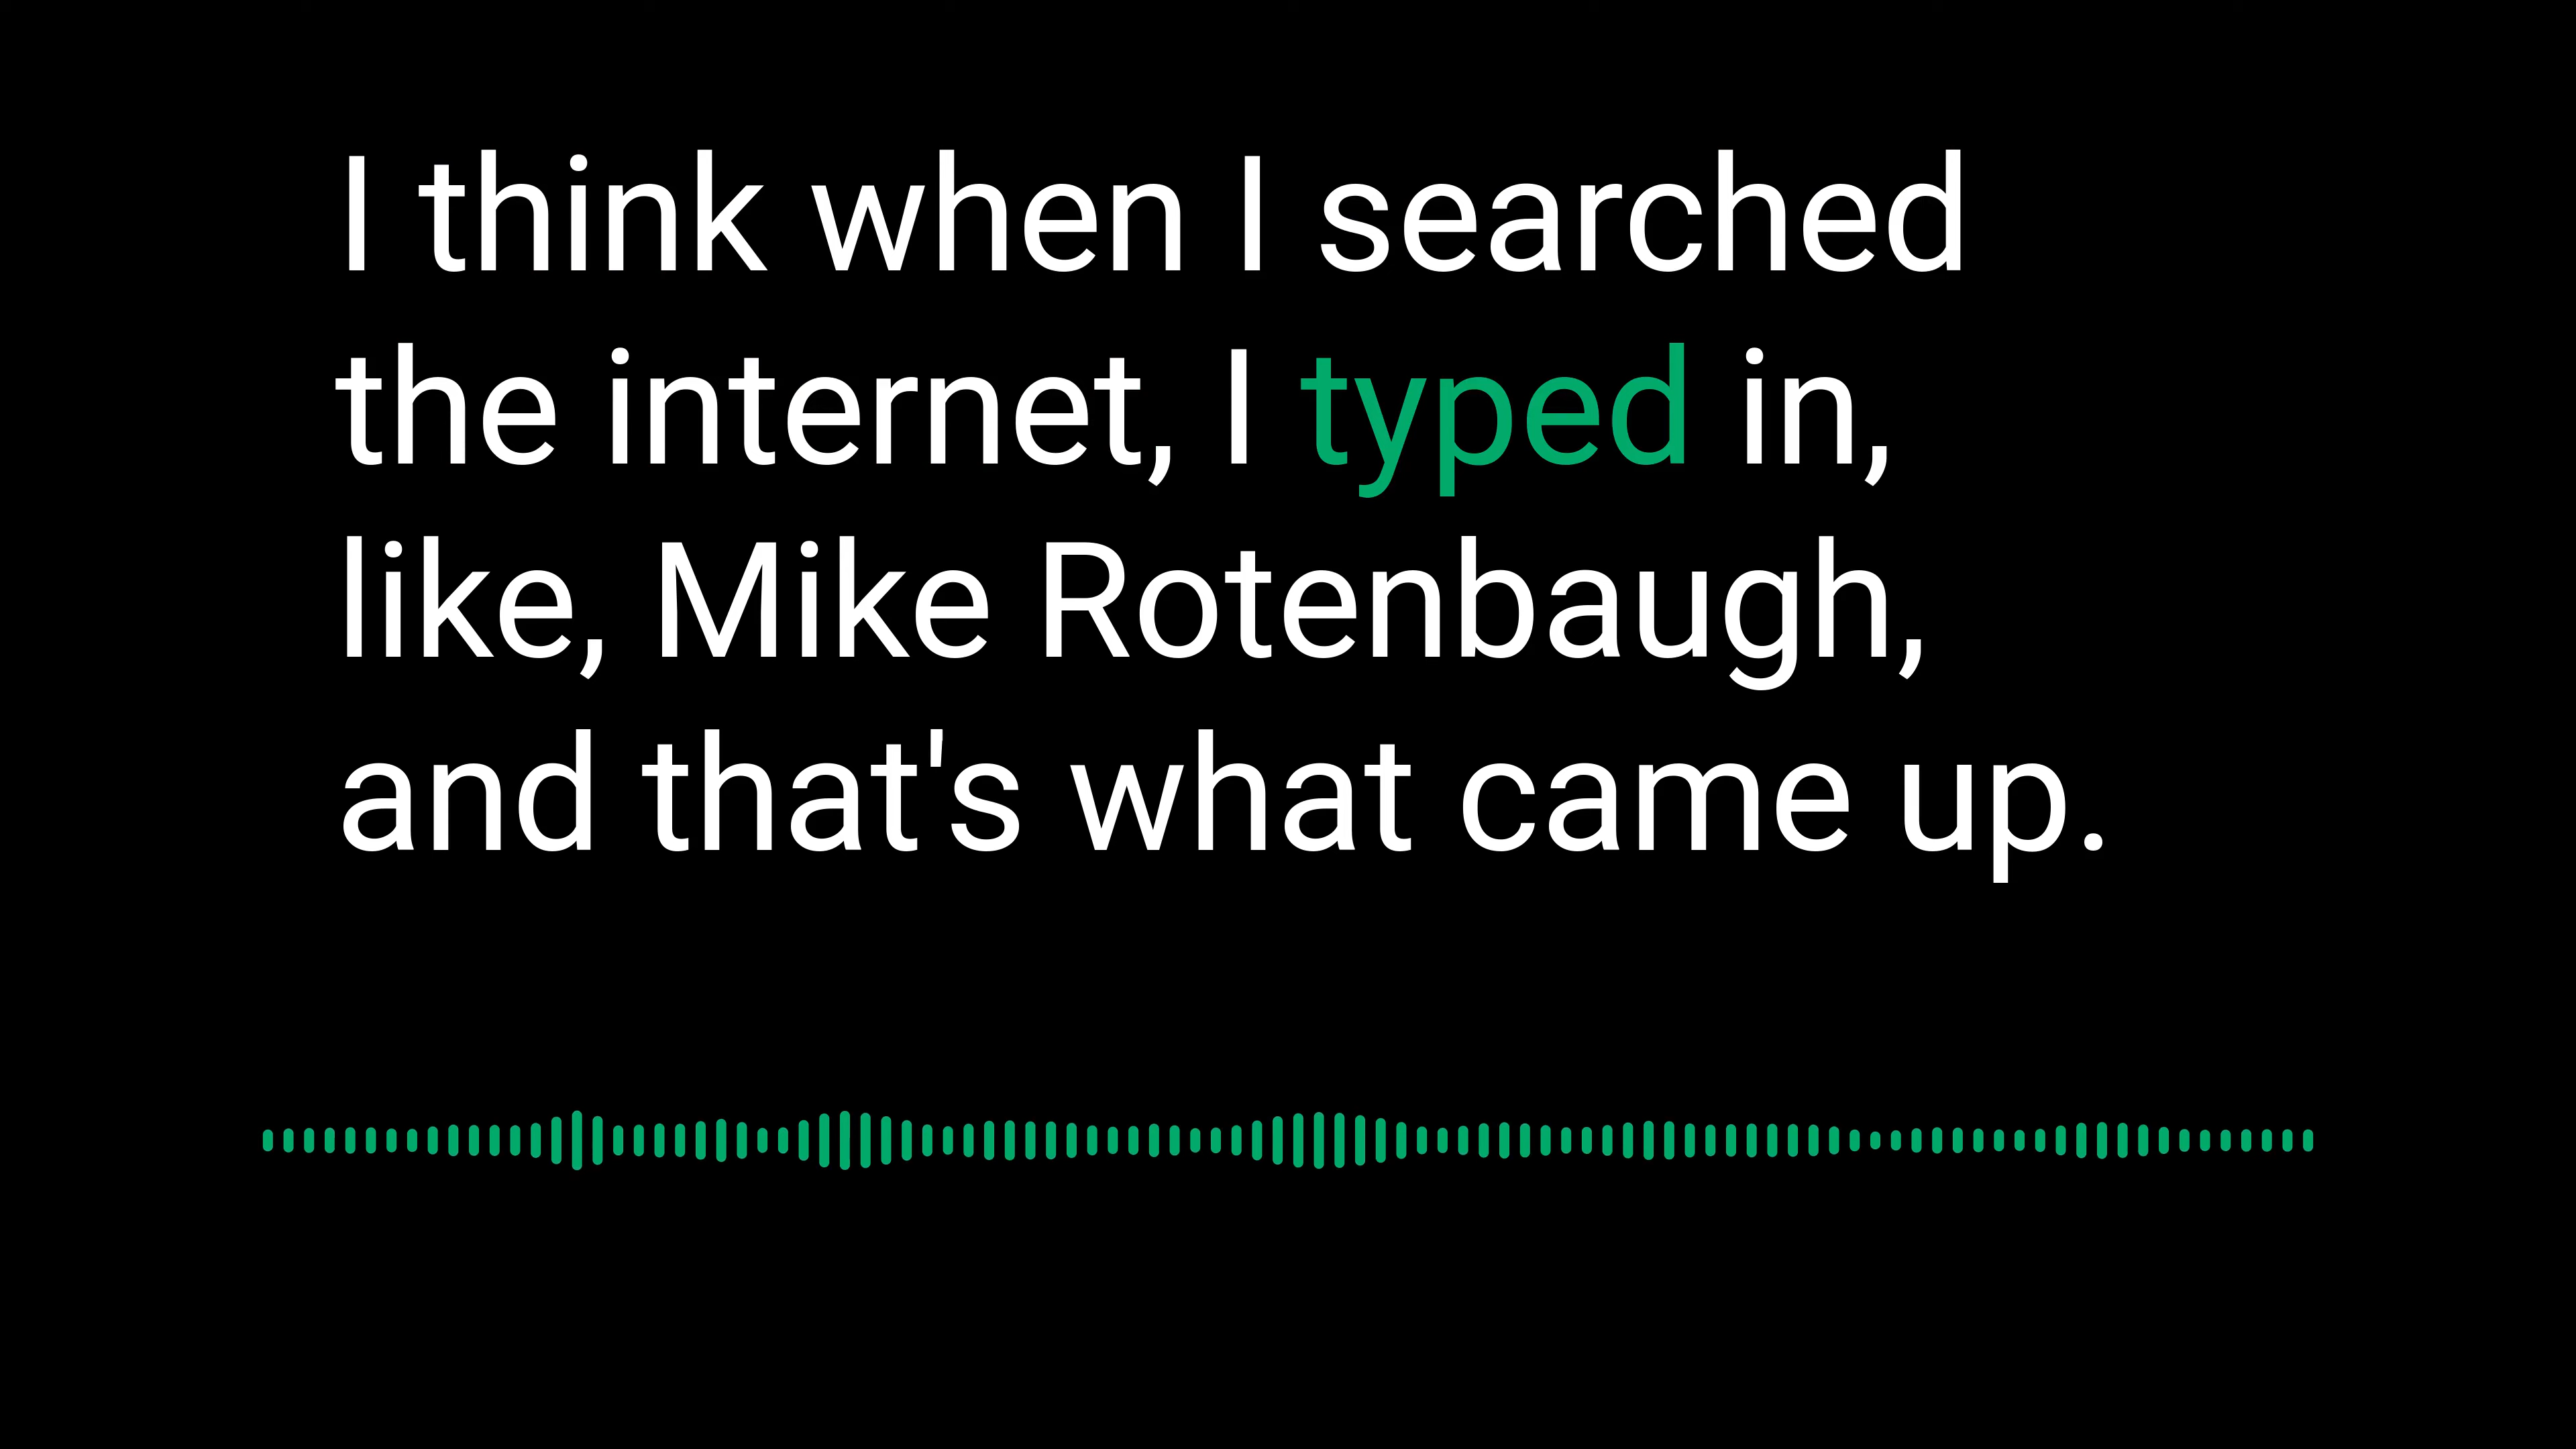 I think when I searched
the internet, I typed in,
like, Mike Rotenbaugh,
and that's what came up.